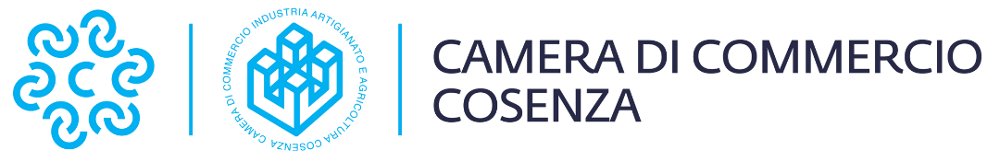 CAMERA DI COMMERCIO INDUSTRIA ARTIGIANATO E AGRICOLTURA COSENZA
CAMERA DI COMMERCIO
COSENZA